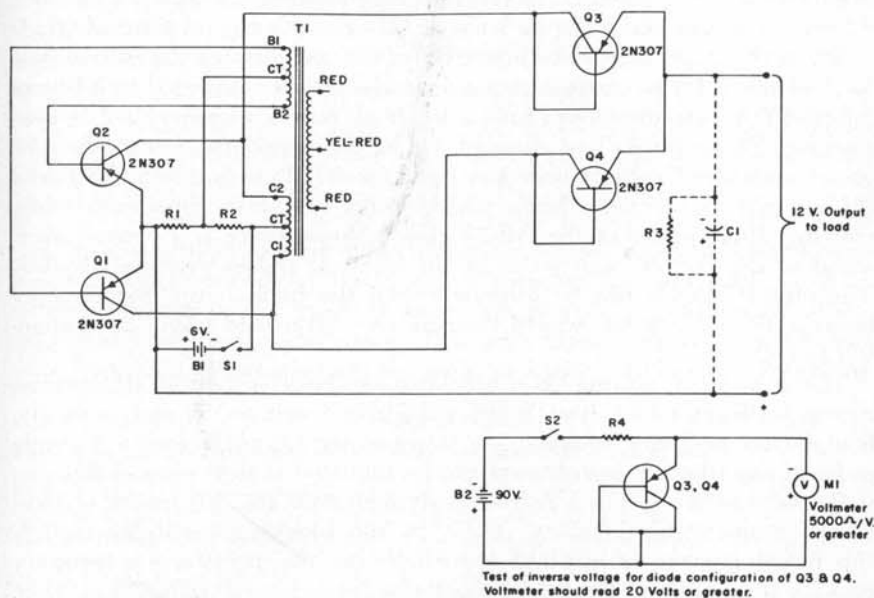 Q3
2N307
T1
B1
CT
B2
RED
YEL-RED
RED
Q2
2N307
Q4
2N307
C2
CT
C1
R1
R2
Q1
2N307
+ 6V. -
B1
S1
R3
-
+
C1
-
12 V. Output
to load
+
S2
R4
-
B2
90V.
+
Q3, Q4
-
V
M1
+
Voltmeter
5000Ω/V.
or greater
Test of inverse voltage for diode configuration of Q3 & Q4.
Voltmeter should read 20 Volts or greater.